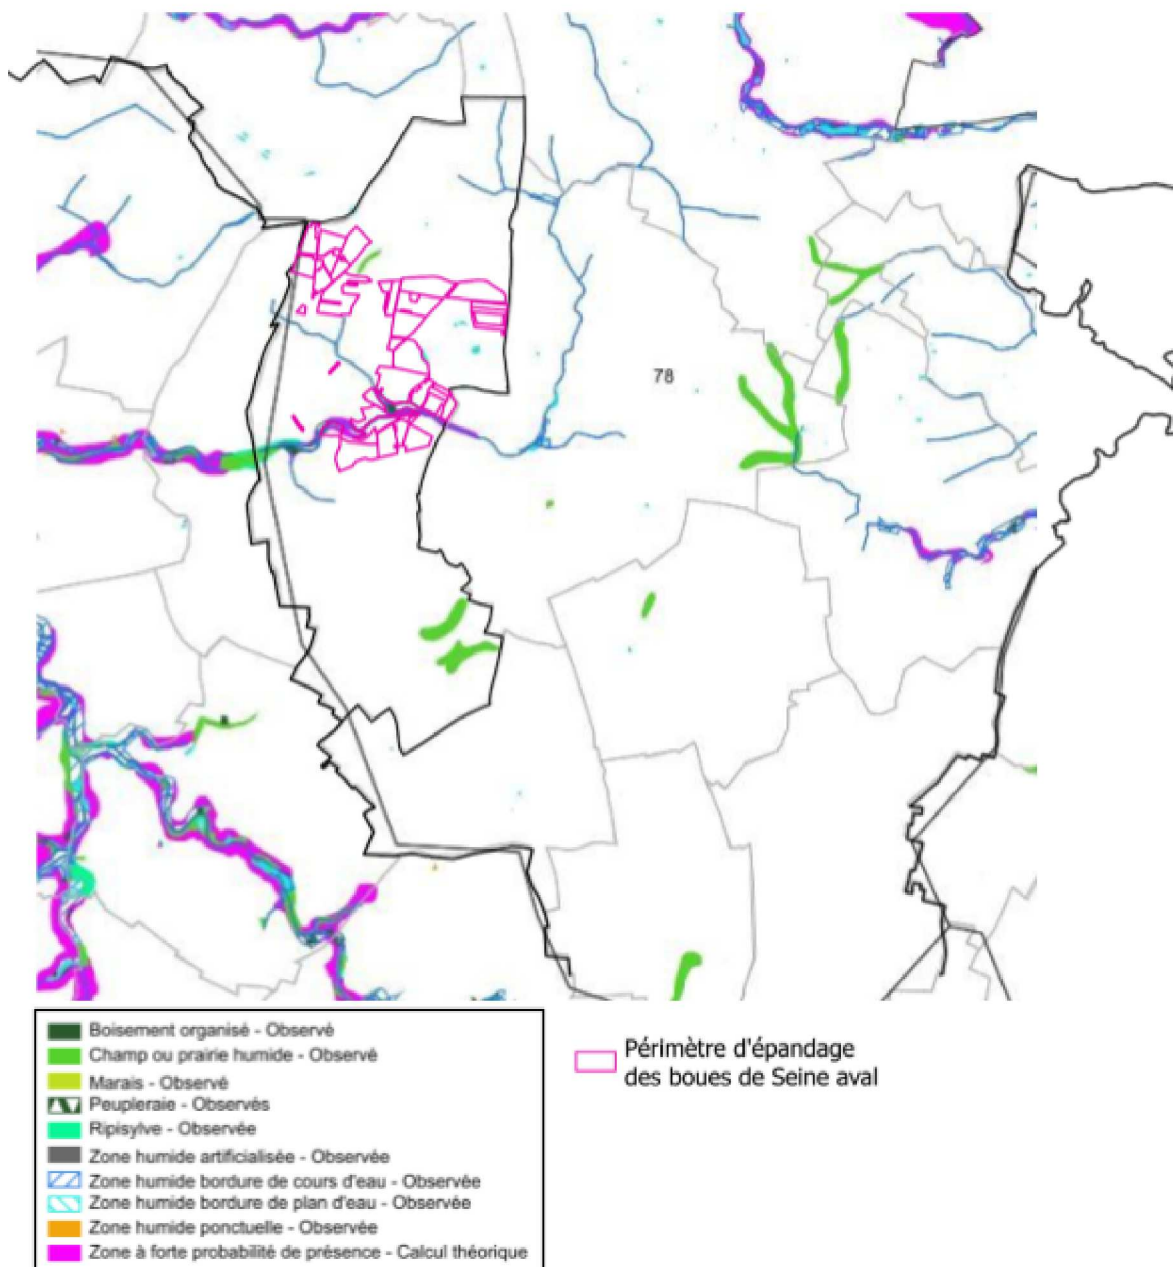 78
Boisement organisé - Observé
Champ ou prairie humide - Observé
Marais - Observé
Peupleraie - Observés
Ripisylve - Observée
Zone humide artificialisée - Observée
Zone humide bordure de cours d'eau - Observée
Zone humide bordure de plan d'eau - Observée
Zone humide ponctuelle - Observée
Zone à forte probabilité de présence - Calcul théorique
Périmètre d'épandage
des boues de Seine aval